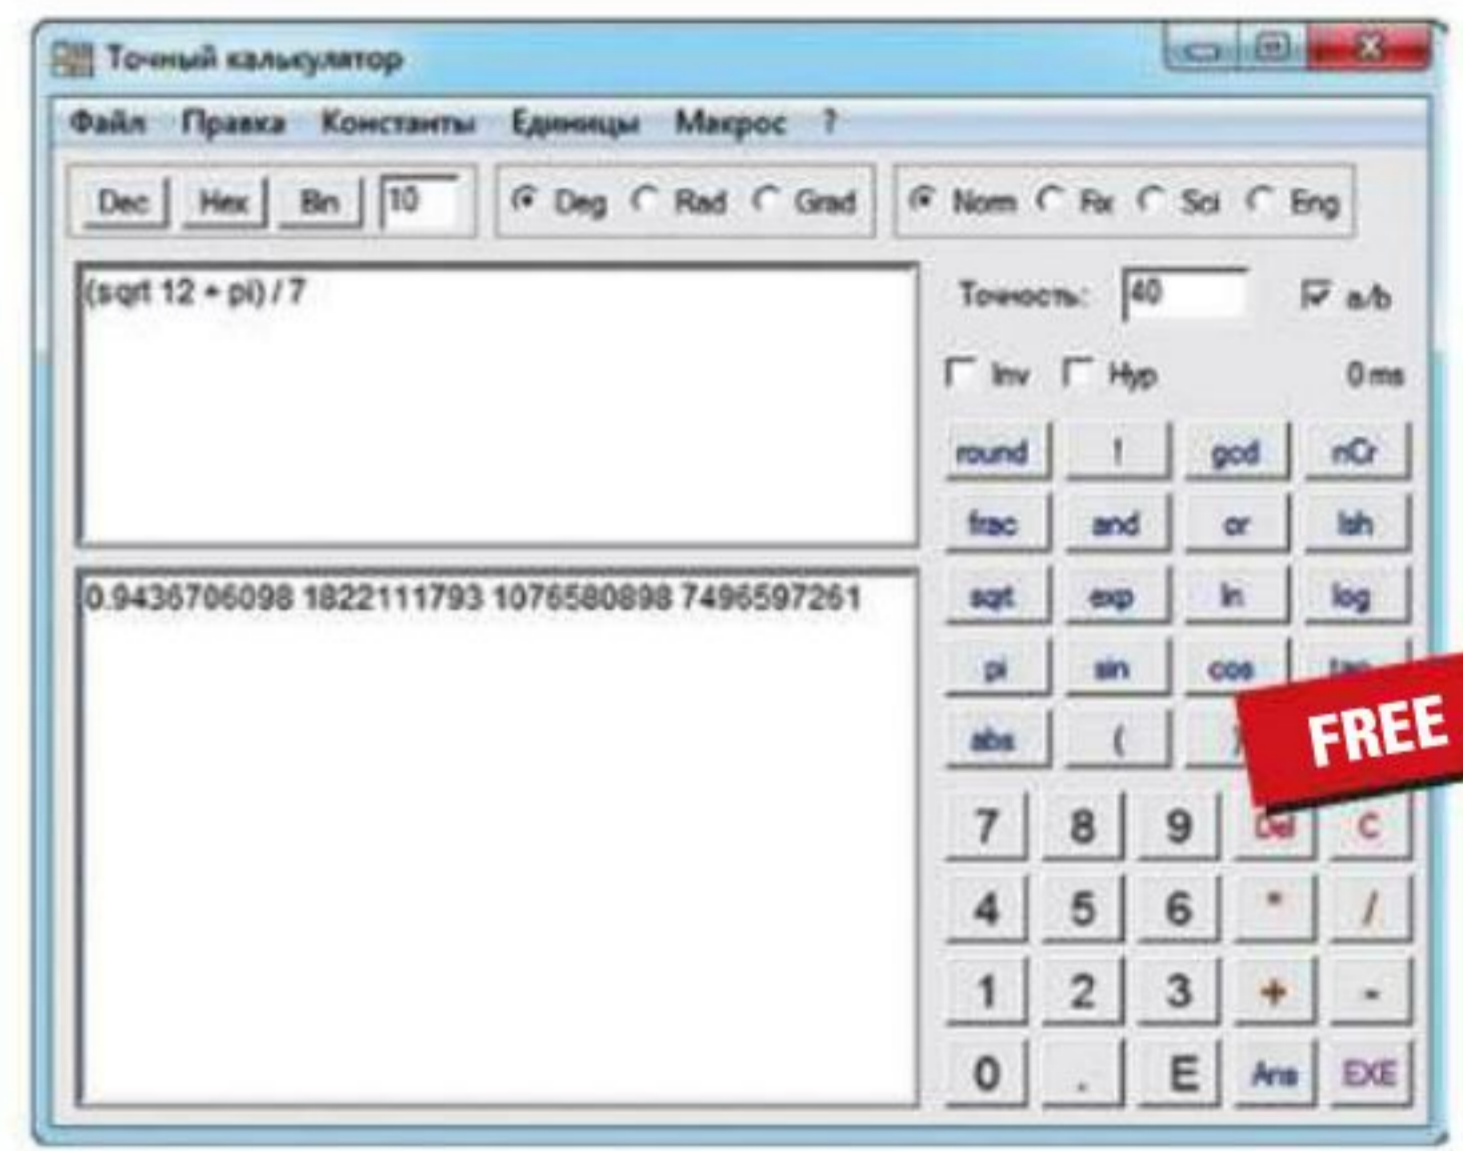 Точный калькулятор
Файл Правка Константы Единицы Макрос ?
Dec Hex Bin 10 Deg Rad Grad Norm Fix Sci Eng
(sqrt 12 + pi) / 7
Точность: 40 a/b
Inv Hyp 0 ms
round ! gcd nCr
frac and or lsh
0.9436706098 1822111793 1076580898 7496597261
sqrt exp ln log
pi sin cos tan
abs ( )
FREE
7 8 9 Del C
4 5 6 * /
1 2 3 + -
0 . E Ans EXE